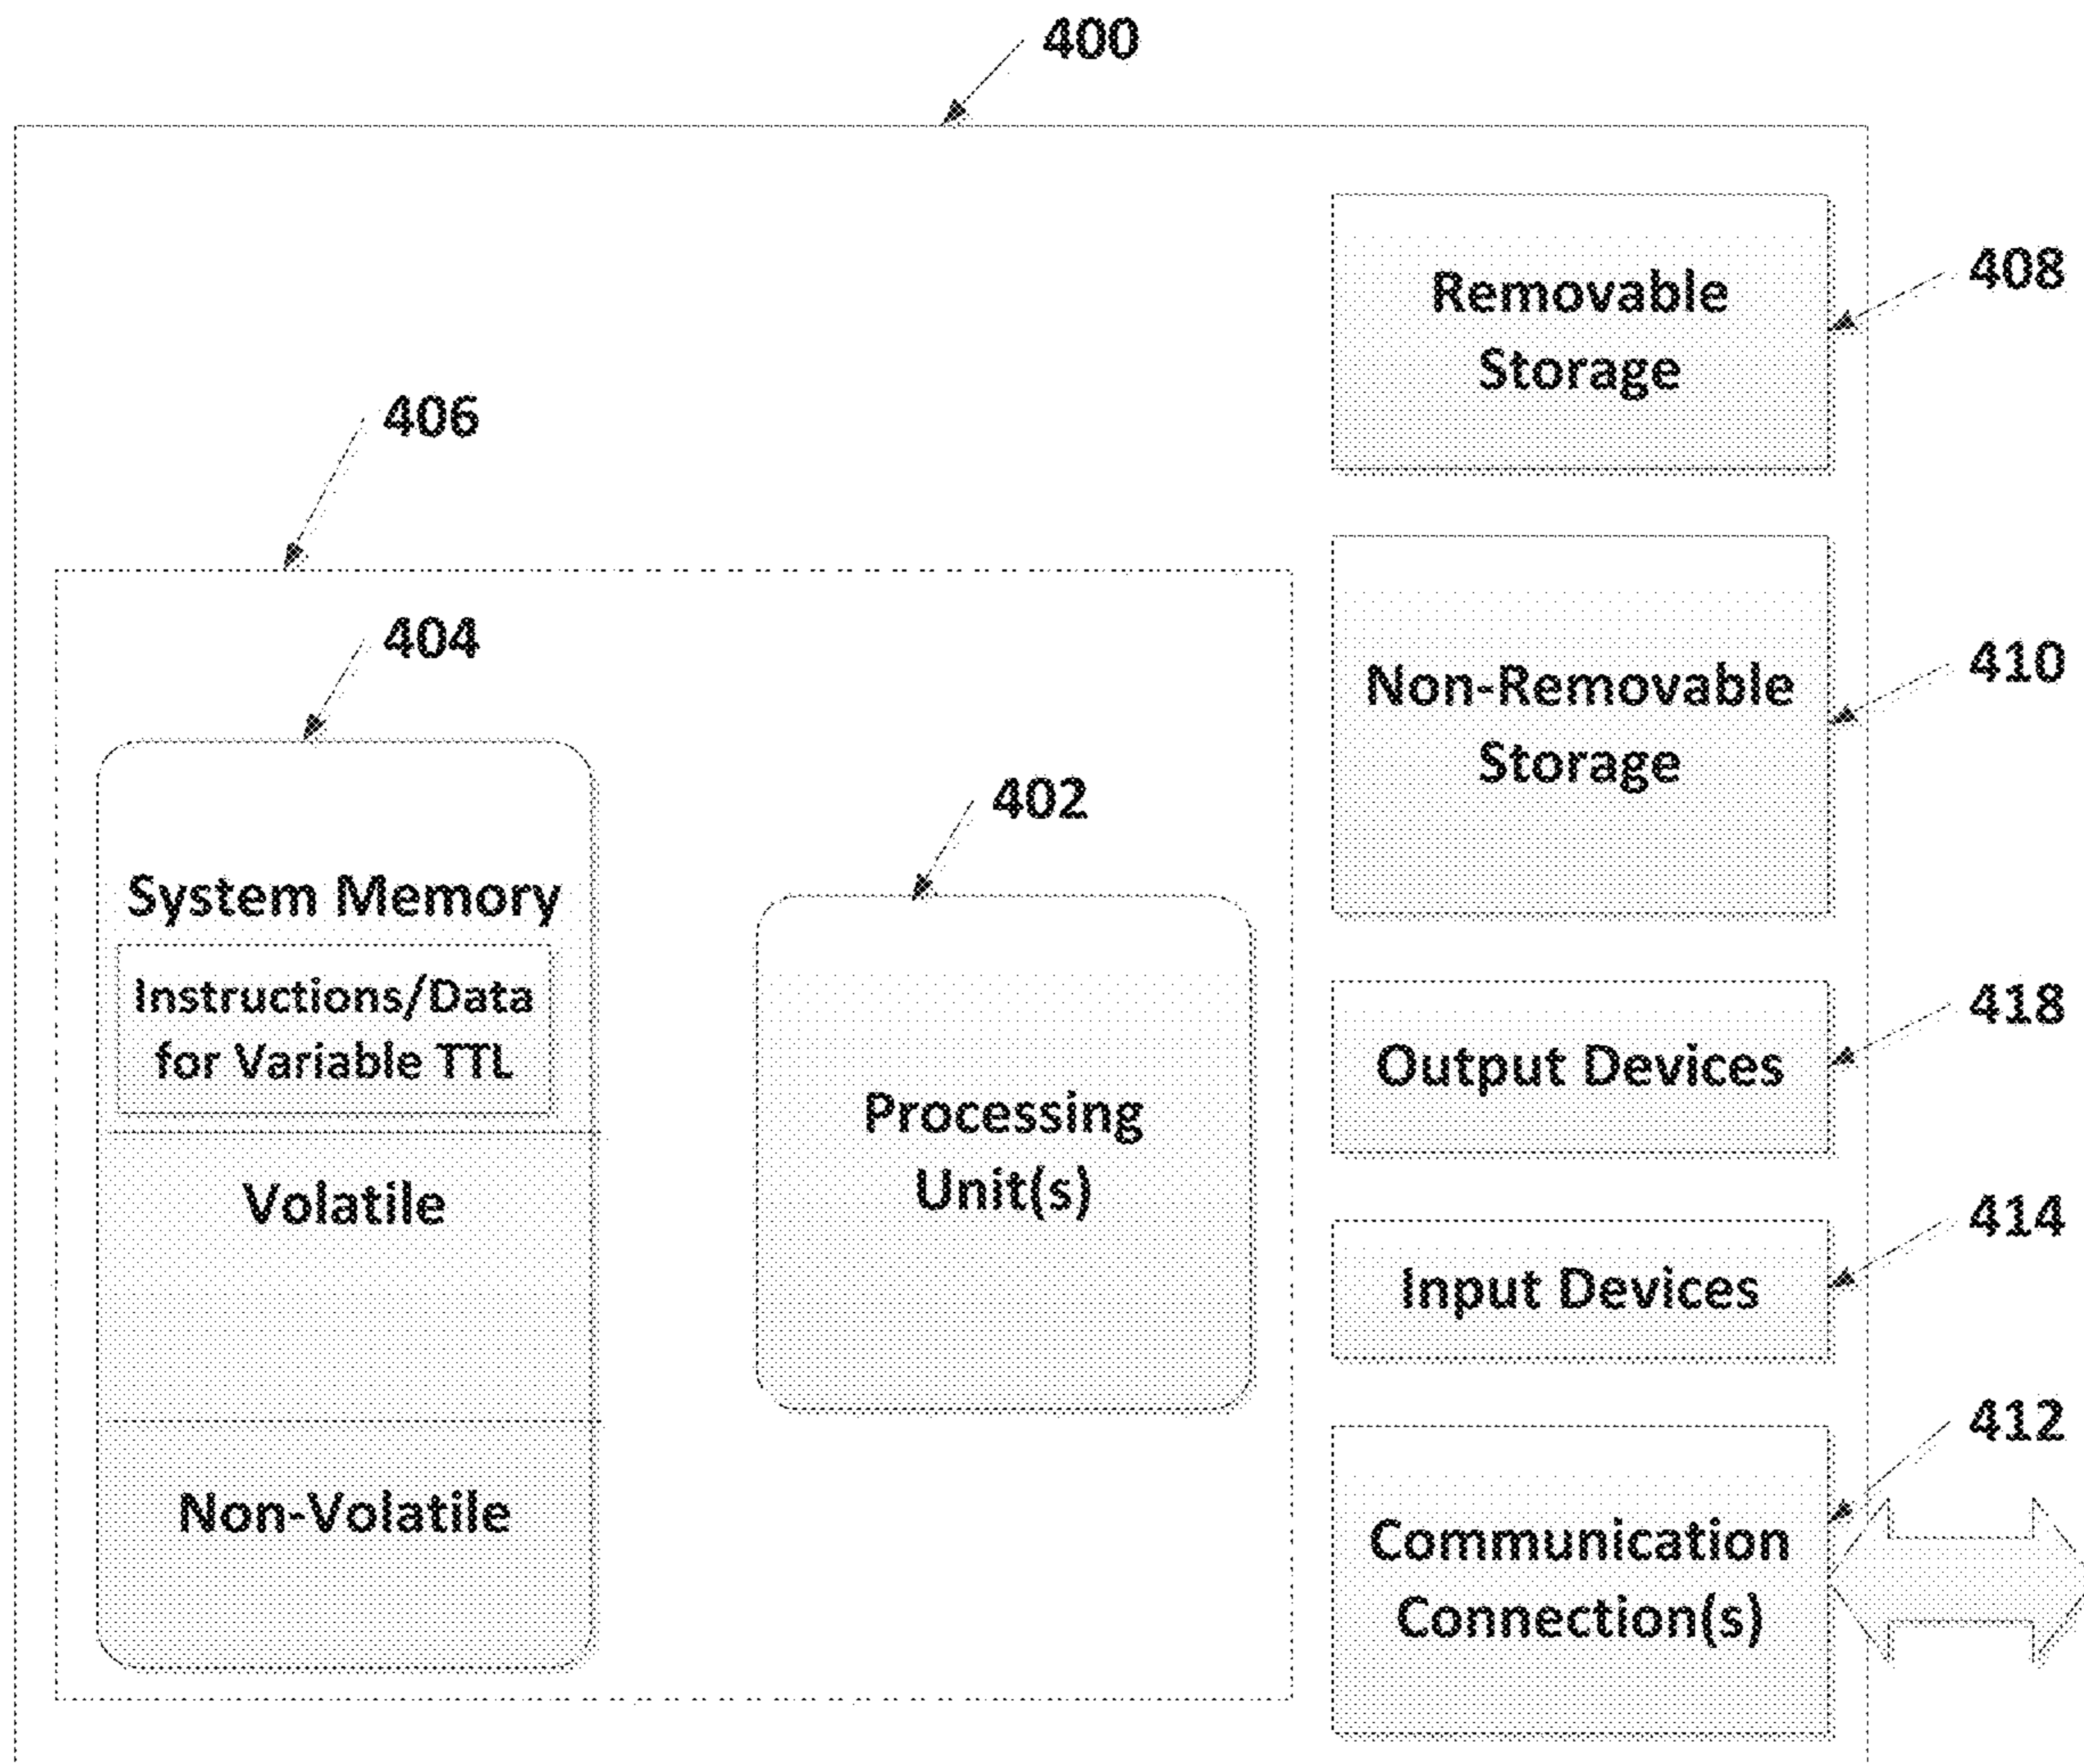 400
Removable
Storage
408
406
Non-Removable
Storage
410
404
402
System Memory
Instructions/Data
for Variable TTL
Volatile
Non-Volatile
Processing
Unit(s)
Output Devices
418
Input Devices
414
412
Communication
Connection(s)